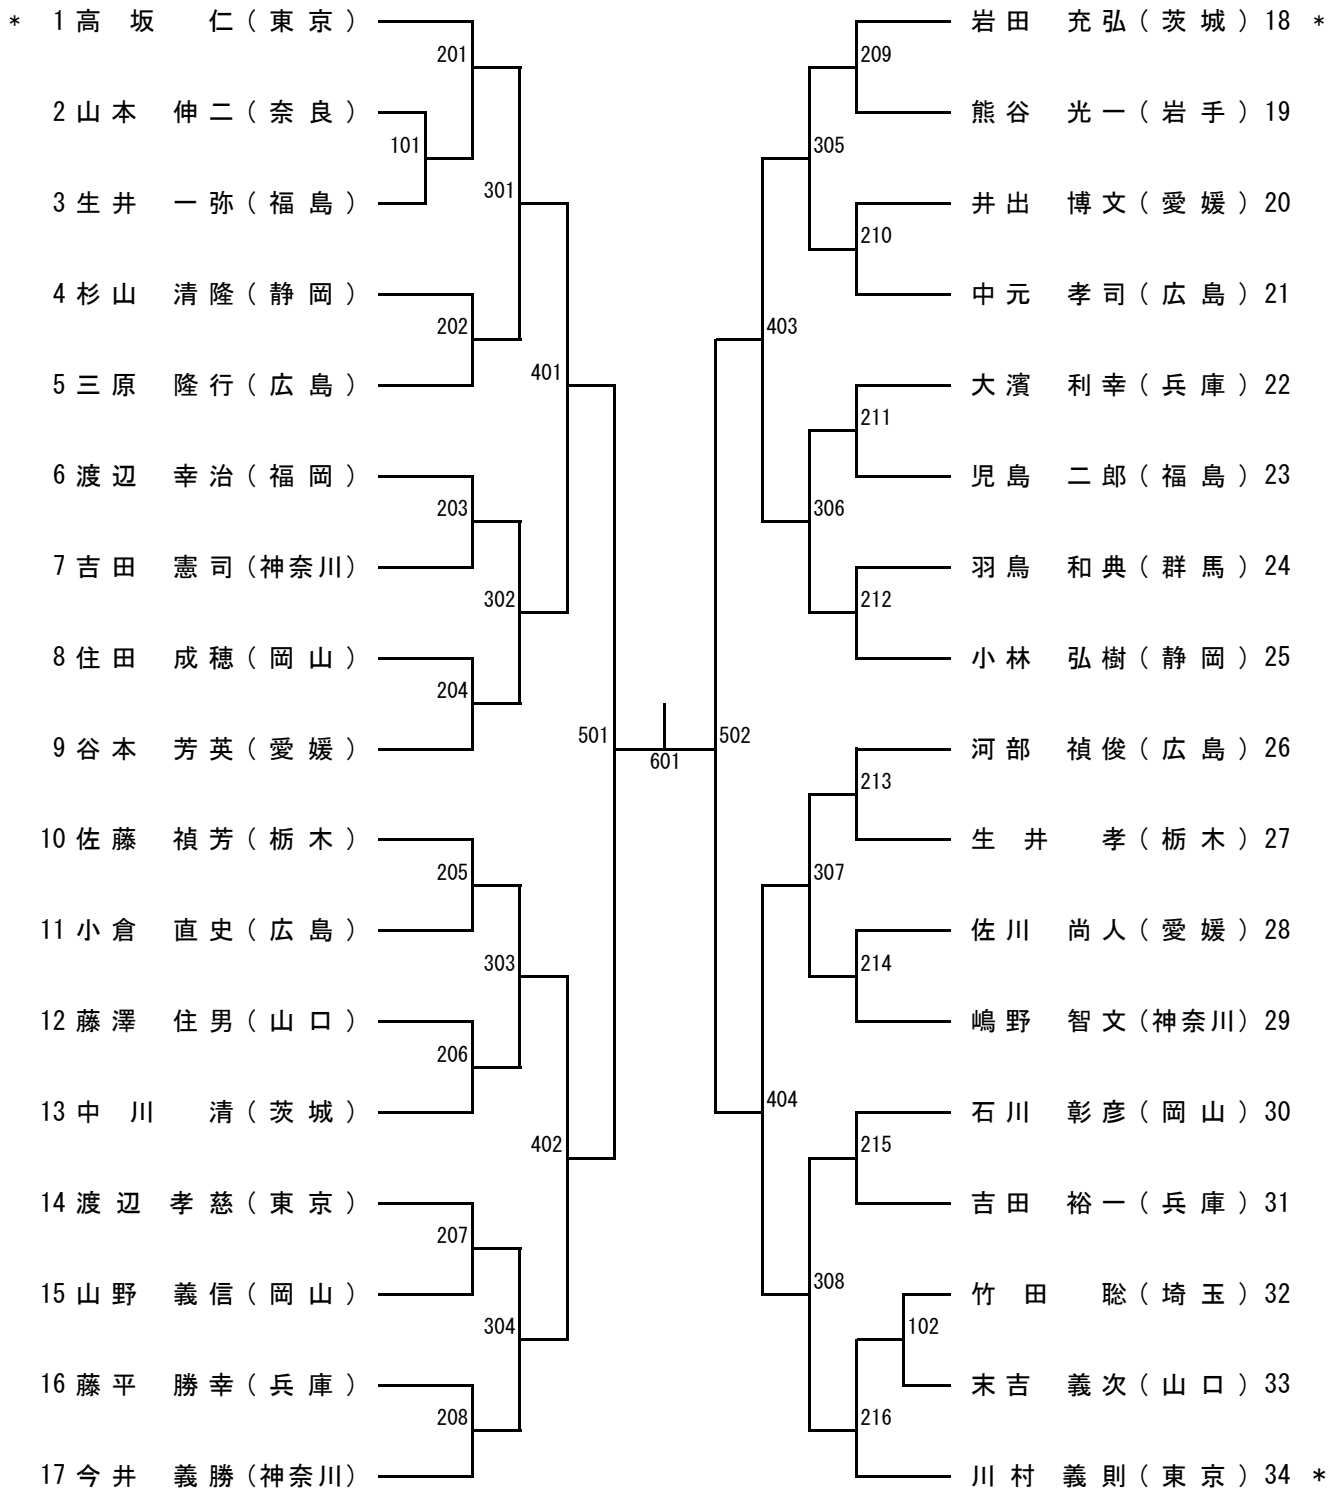 * 1 高坂 仁 (東京)
201
2 山本 伸二 (奈良)
101
3 生井 一弥 (福島)
301
4 杉山 清隆 (静岡)
202
5 三原 隆行 (広島)
401
6 渡辺 幸治 (福岡)
203
7 吉田 憲司 (神奈川)
302
8 住田 成穂 (岡山)
204
9 谷本 芳英 (愛媛)
501
10 佐藤 禎芳 (栃木)
205
11 小倉 直史 (広島)
303
12 藤澤 住男 (山口)
206
13 中川 清 (茨城)
402
14 渡辺 孝慈 (東京)
207
15 山野 義信 (岡山)
304
16 藤平 勝幸 (兵庫)
208
17 今井 義勝 (神奈川)
601
岩田 充弘 (茨城) 18 *
209
熊谷 光一 (岩手) 19
305
井出 博文 (愛媛) 20
210
中元 孝司 (広島) 21
403
大濱 利幸 (兵庫) 22
211
児島 二郎 (福島) 23
306
羽鳥 和典 (群馬) 24
212
小林 弘樹 (静岡) 25
502
河部 禎俊 (広島) 26
213
生井 孝 (栃木) 27
307
佐川 尚人 (愛媛) 28
214
嶋野 智文 (神奈川) 29
404
石川 彰彦 (岡山) 30
215
吉田 裕一 (兵庫) 31
308
竹田 聡 (埼玉) 32
102
末吉 義次 (山口) 33
216
川村 義則 (東京) 34 *